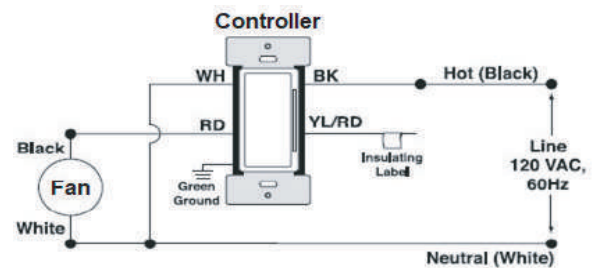 Controller
WH
BK
Hot (Black)
RD
YL/RD
Black
Insulating
Label
Line
120 VAC,
60Hz
Fan
Green
Ground
White
Neutral (White)